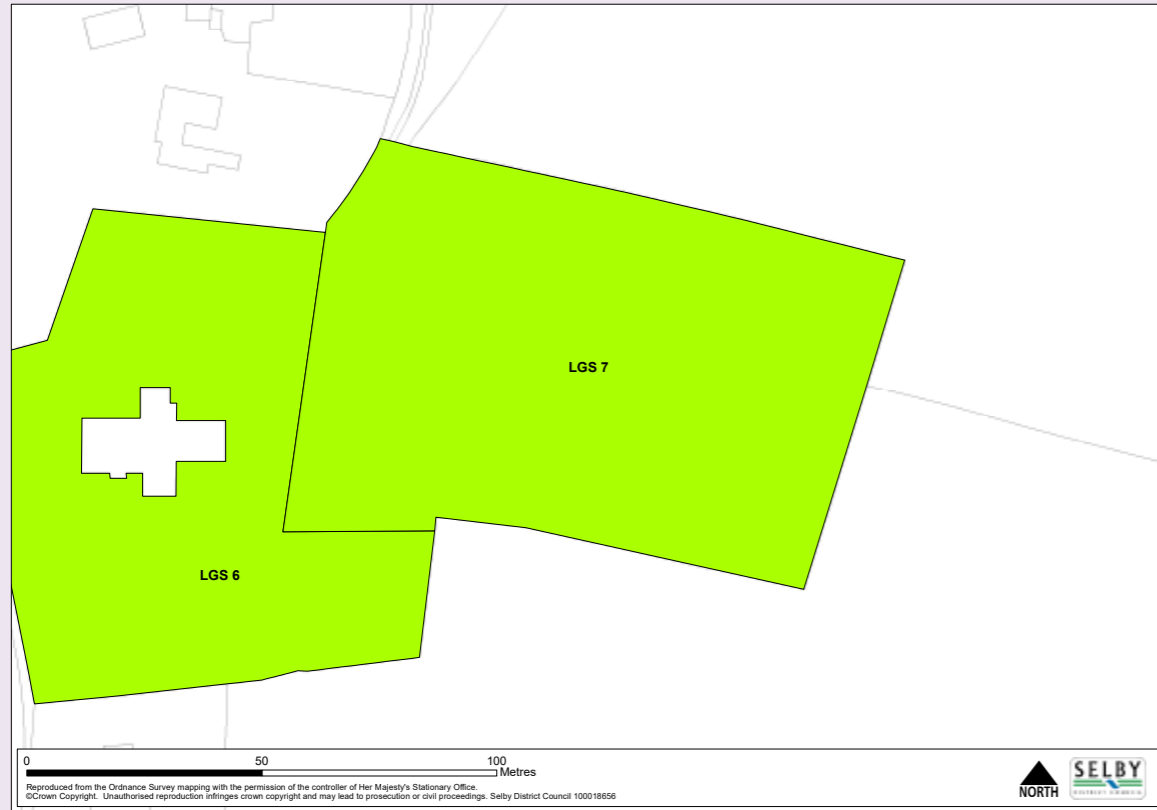 LGS 7
LGS 6
0 50 100
Metres
Reproduced from the Ordnance Survey mapping with the permission of the controller of Her Majesty's Stationary Office.
©Crown Copyright. Unauthorised reproduction infringes crown copyright and may lead to prosecution or civil proceedings. Selby District Council 100018656
NORTH
SELBY
DISTRICT COUNCIL